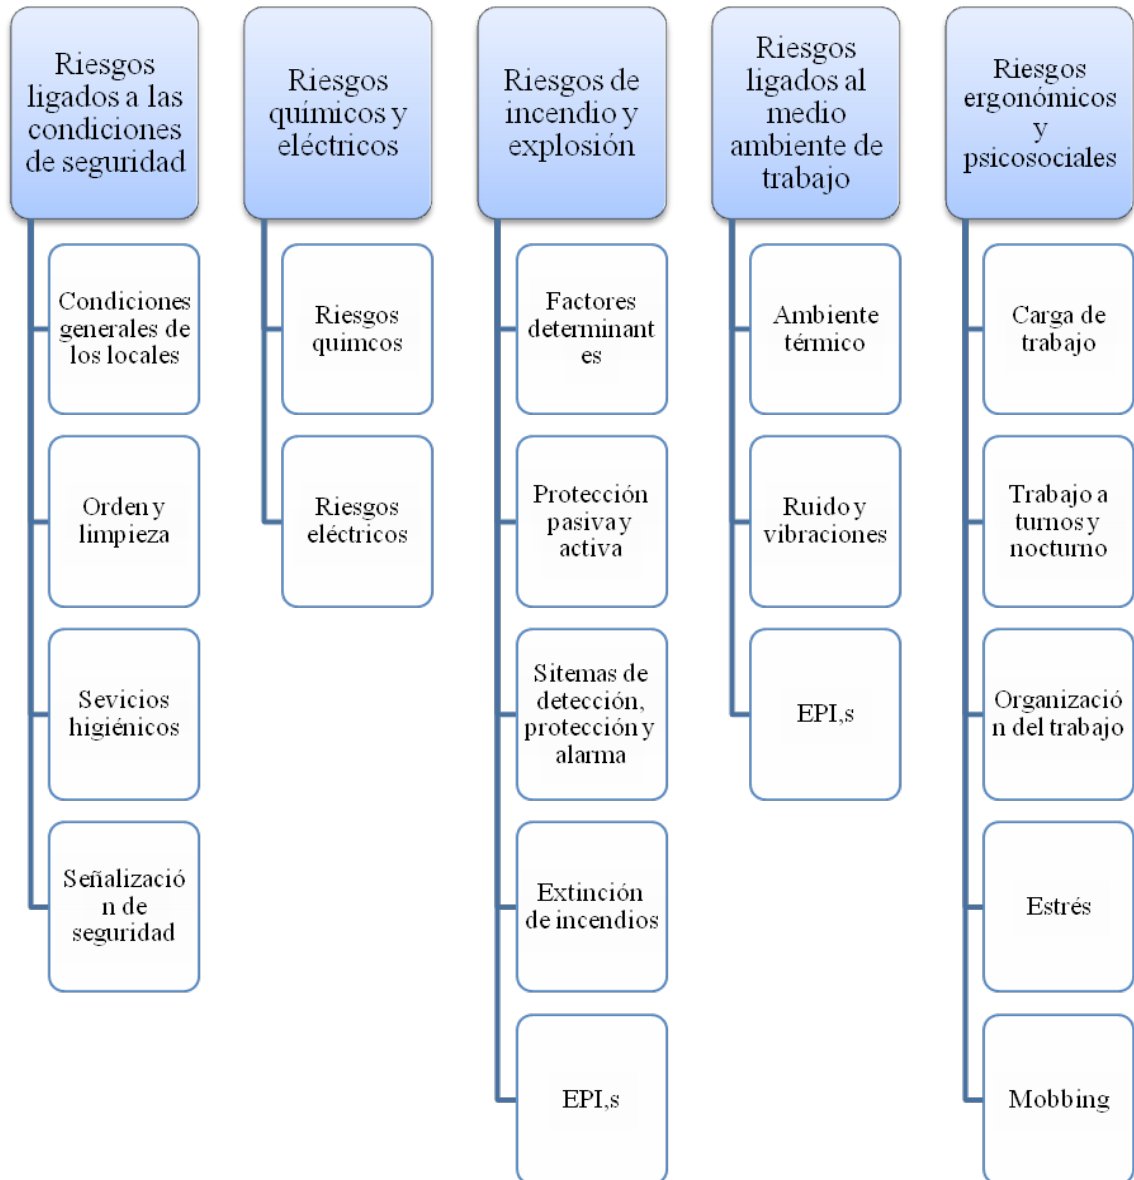 Riesgos
ligados a las
condiciones
de seguridad
Condiciones
generales de
los locales
Orden y
limpieza
Sevicios
higiénicos
Señalizació
n de
seguridad
Riesgos
químicos y
eléctricos
Riesgos
quimcos
Riesgos
eléctricos
Riesgos de
incendio y
explosión
Factores
determinant
es
Protección
pasiva y
activa
Sitemas de
detección,
protección y
alarma
Extinción
de incendios
EPI,s
Riesgos
ligados al
medio
ambiente de
trabajo
Ambiente
térmico
Ruido y
vibraciones
EPI,s
Riesgos
ergonómicos
y
psicosociales
Carga de
trabajo
Trabajo a
turnos y
nocturno
Organizació
n del trabajo
Estrés
Mobbing